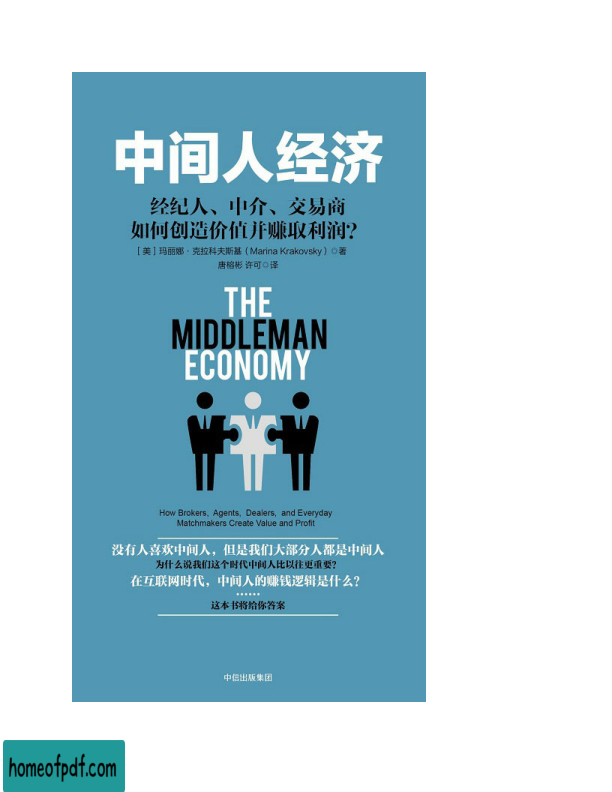 中间人经济
经纪人、中介、交易商
如何创造价值并赚取利润?
[美]玛丽娜·克拉科夫斯基(Marina Krakovsky)◇著
唐榕彬 许可◇译
THE
MIDDLEMAN
ECONOMY
How Brokers, Agents, Dealers, and Everyday
Matchmakers Create Value and Profit
没有人喜欢中间人，但是我们大部分人都是中间人
为什么说我们这个时代中间人比以往更重要?
在互联网时代，中间人的赚钱逻辑是什么?
······
这本书将给你答案
中信出版集团
homeofpdf.com